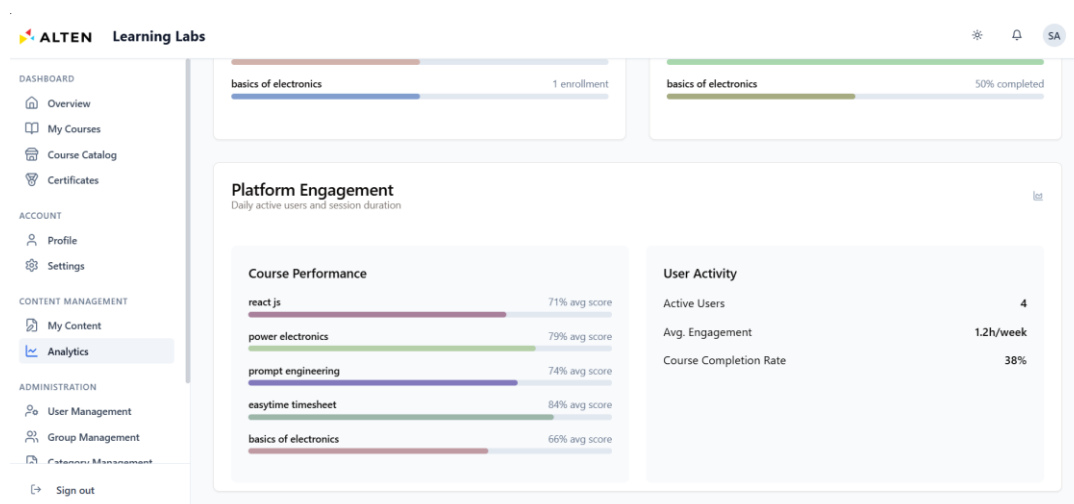 ALTEN Learning Labs
SA
DASHBOARD
Overview
My Courses
Course Catalog
Certificates
ACCOUNT
Profile
Settings
CONTENT MANAGEMENT
My Content
Analytics
ADMINISTRATION
User Management
Group Management
Category Management
Sign out
basics of electronics 1 enrollment
basics of electronics 50% completed
Platform Engagement
Daily active users and session duration
Course Performance
react js 71% avg score
power electronics 79% avg score
prompt engineering 74% avg score
easytime timesheet 84% avg score
basics of electronics 66% avg score
User Activity
Active Users 4
Avg. Engagement 1.2h/week
Course Completion Rate 38%